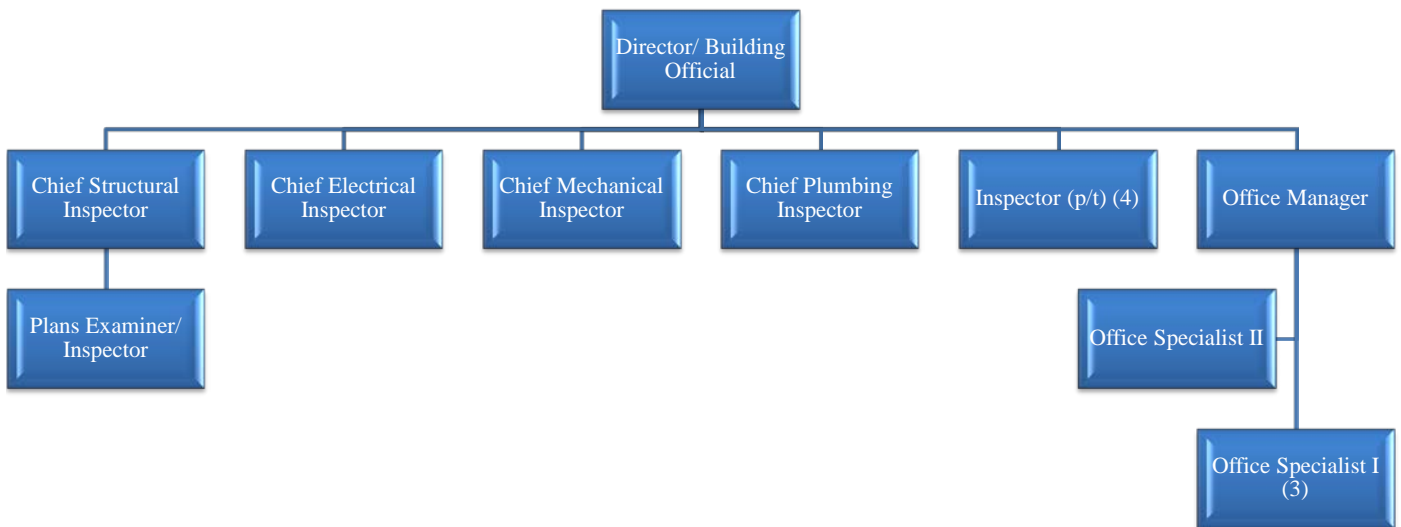 Director/ Building
Official
Chief Structural
Inspector
Chief Electrical
Inspector
Chief Mechanical
Inspector
Chief Plumbing
Inspector
Inspector (p/t) (4)
Office Manager
Plans Examiner/
Inspector
Office Specialist II
Office Specialist I
(3)